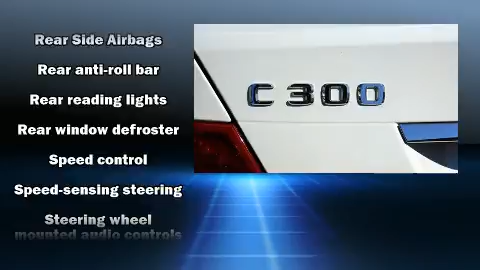 Rear Side Airbags
Rear anti-roll bar
Rear reading lights
Rear window defroster
Speed control
Speed-sensing steering
Steering wheel
mounted audio controls
C 300